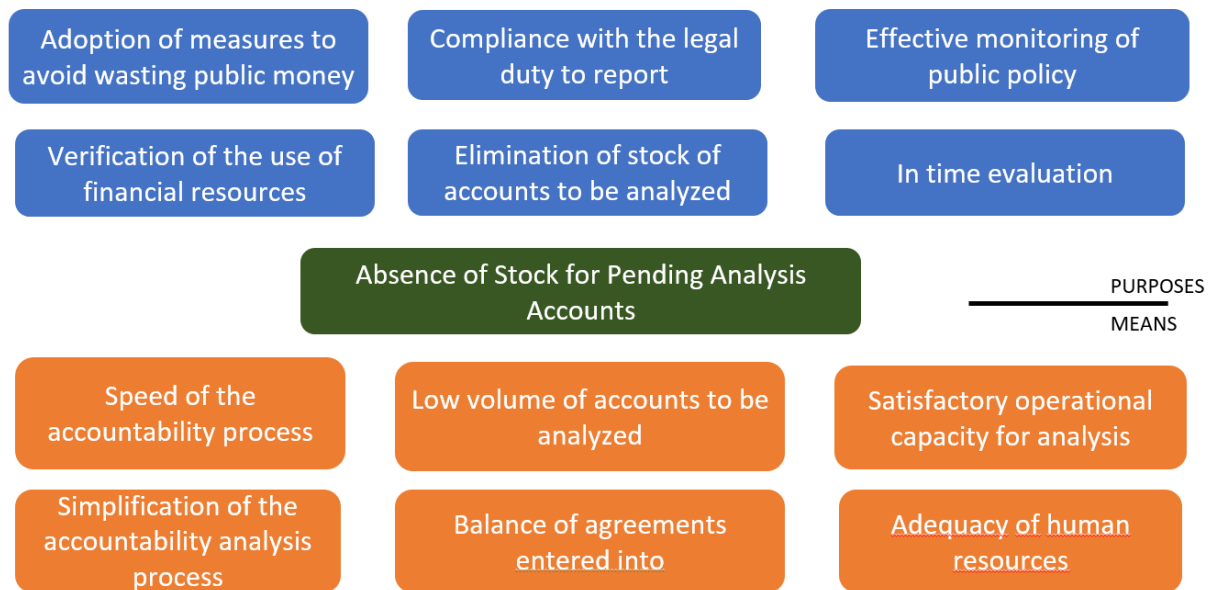 Adoption of measures to
avoid wasting public money
Compliance with the legal
duty to report
Effective monitoring of
public policy
Verification of the use of
financial resources
Elimination of stock of
accounts to be analyzed
In time evaluation
Absence of Stock for Pending Analysis
Accounts
PURPOSES
MEANS
Speed of the
accountability process
Low volume of accounts to be
analyzed
Satisfactory operational
capacity for analysis
Simplification of the
accountability analysis
process
Balance of agreements
entered into
Adequacy of human
resources